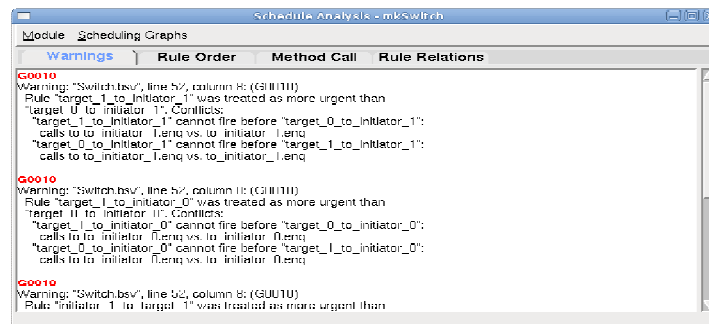 Schedule Analysis - mkSwitch
Module Scheduling Graphs
Warnings Rule Order Method Call Rule Relations
G0010
Warning: "Switch.bsv", line 52, column 8: (G0010)
Rule "target_1_to_initiator_1" was treated as more urgent than
"target_0_to_initiator_1". Conflicts:
"target_1_to_initiator_1" cannot fire before "target_0_to_initiator_1":
calls to to_initiator_1.enq vs. to_initiator_1.enq
"target_0_to_initiator_1" cannot fire before "target_1_to_initiator_1":
calls to to_initiator_1.enq vs. to_initiator_1.enq
G0010
Warning: "Switch.bsv", line 52, column 8: (G0010)
Rule "target_1_to_initiator_0" was treated as more urgent than
"target_0_to_initiator_0". Conflicts:
"target_1_to_initiator_0" cannot fire before "target_0_to_initiator_0":
calls to to_initiator_0.enq vs. to_initiator_0.enq
"target_0_to_initiator_0" cannot fire before "target_1_to_initiator_0":
calls to to_initiator_0.enq vs. to_initiator_0.enq
G0010
Warning: "Switch.bsv", line 52, column 8: (G0010)
Rule "initiator_1_to_target_1" was treated as more urgent than